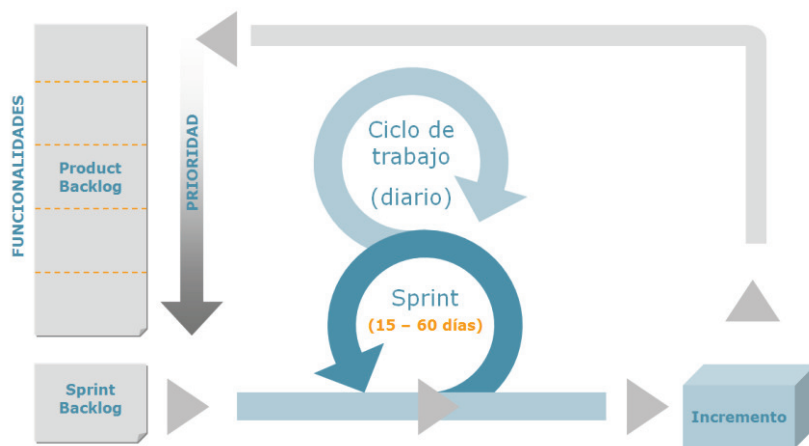 FUNCIONALIDADES
Product
Backlog
PRIORIDAD
Ciclo de
trabajo
(diario)
Sprint
(15 – 60 días)
Sprint
Backlog
Incremento